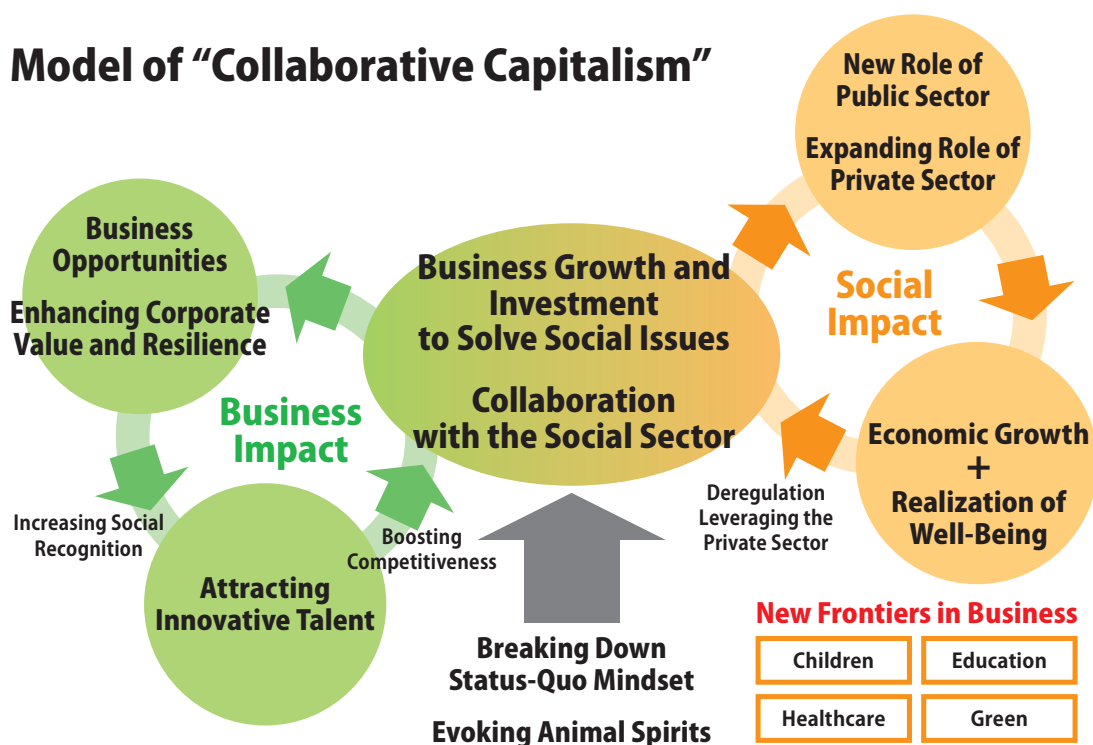 Model of “Collaborative Capitalism”
New Role of
Public Sector
Expanding Role of
Private Sector
Business
Opportunities
Enhancing Corporate
Value and Resilience
Business Growth and
Investment
to Solve Social Issues
Collaboration
with the Social Sector
Social
Impact
Business
Impact
Economic Growth
+
Realization of
Well-Being
Increasing Social
Recognition
Boosting
Competitiveness
Deregulation
Leveraging the
Private Sector
Attracting
Innovative Talent
Breaking Down
Status-Quo Mindset
Evoking Animal Spirits
New Frontiers in Business
Children
Education
Healthcare
Green